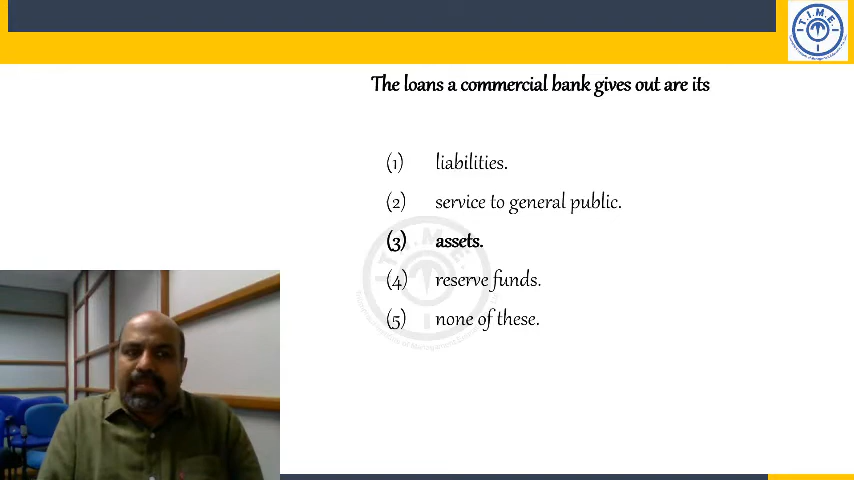 T.I.M.E.
The loans a commercial bank gives out are its
(1) liabilities.
(2) service to general public.
(3) assets.
(4) reserve funds.
(5) none of these.